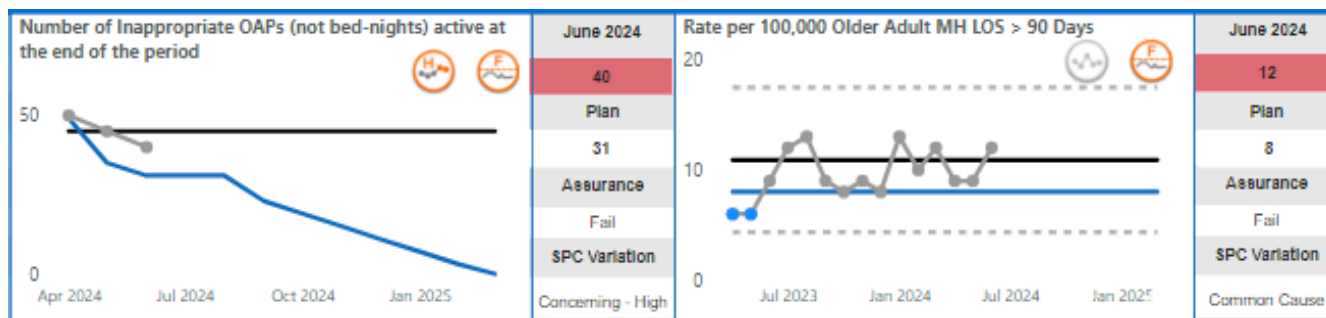 Number of Inappropriate OAPs (not bed-nights) active at
the end of the period
H
F
50
0
Apr 2024
Jul 2024
Oct 2024
Jan 2025
June 2024
40
Plan
31
Assurance
Fail
SPC Variation
Concerning - High
Rate per 100,000 Older Adult MH LOS > 90 Days
F
20
10
0
Jul 2023
Jan 2024
Jul 2024
Jan 2025
June 2024
12
Plan
8
Assurance
Fail
SPC Variation
Common Cause